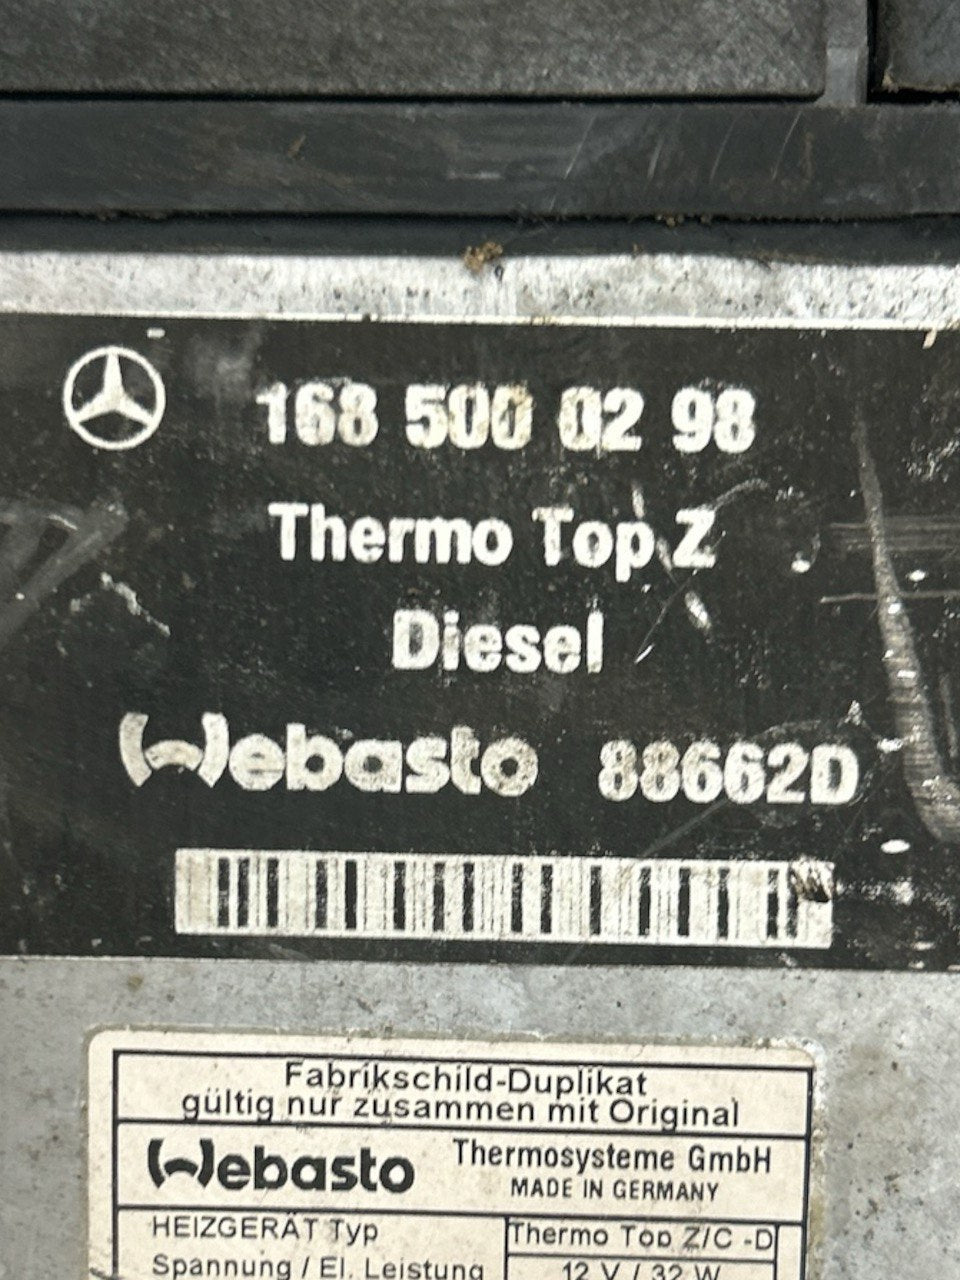 168 500 02 98
Thermo Top Z
Diesel
Webasto 88662D
Fabrikschild-Duplikat
gültig nur zusammen mit Original
Webasto Thermosysteme GmbH
MADE IN GERMANY
HEIZGERÄT Typ Thermo Top Z/C -D
Spannung / El. Leistung 12 V / 32 W